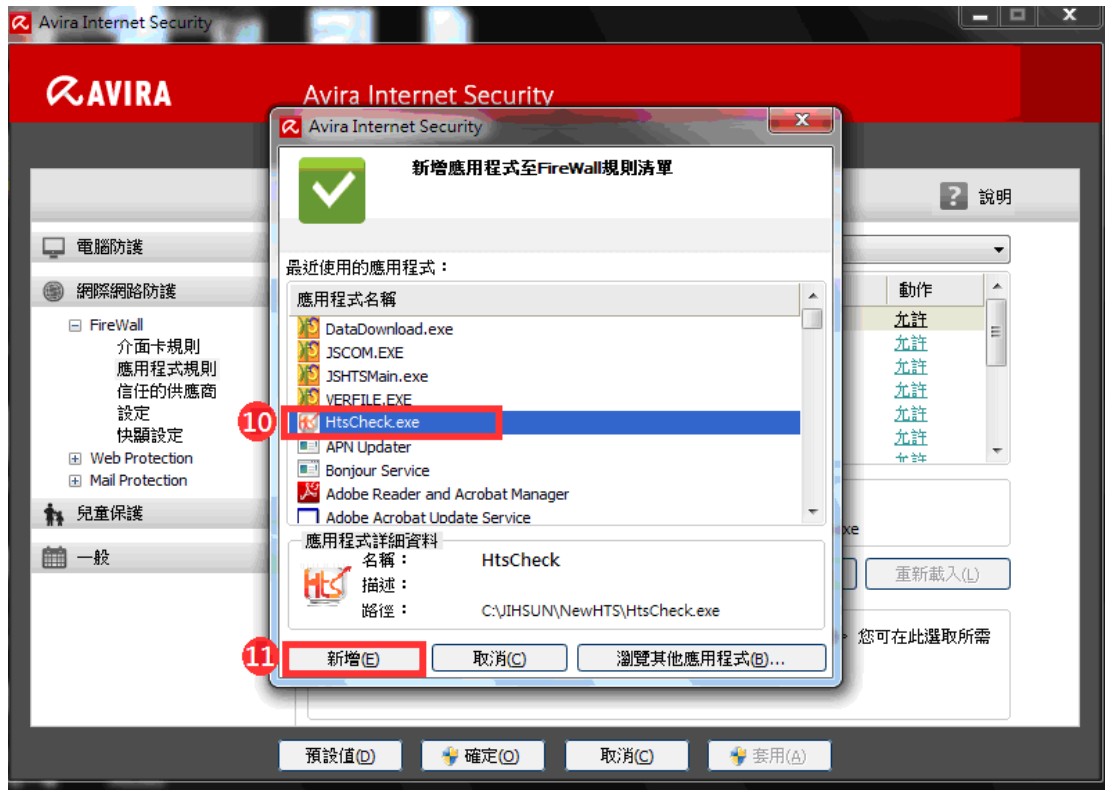 Avira Internet Security
AVIRA
Avira Internet Security
說明
電腦防護
網際網路防護
FireWall
介面卡規則
應用程式規則
信任的供應商
設定
快顯設定
Web Protection
Mail Protection
兒童保護
一般
動作
允許
允許
允許
允許
允許
允許
允許
xe
重新載入(L)
。您可在此選取所需
Avira Internet Security
新增應用程式至FireWall規則清單
最近使用的應用程式：
應用程式名稱
DataDownload.exe
JSCOM.EXE
JSHTSMain.exe
VERFILE.EXE
10
HtsCheck.exe
APN Updater
Bonjour Service
Adobe Reader and Acrobat Manager
Adobe Acrobat Update Service
應用程式詳細資料
Hts
名稱： HtsCheck
描述：
路徑： C:\JIHSUN\NewHTS\HtsCheck.exe
11
新增(E) 取消(C) 瀏覽其他應用程式(B)...
預設值(D) 確定(O) 取消(C) 套用(A)